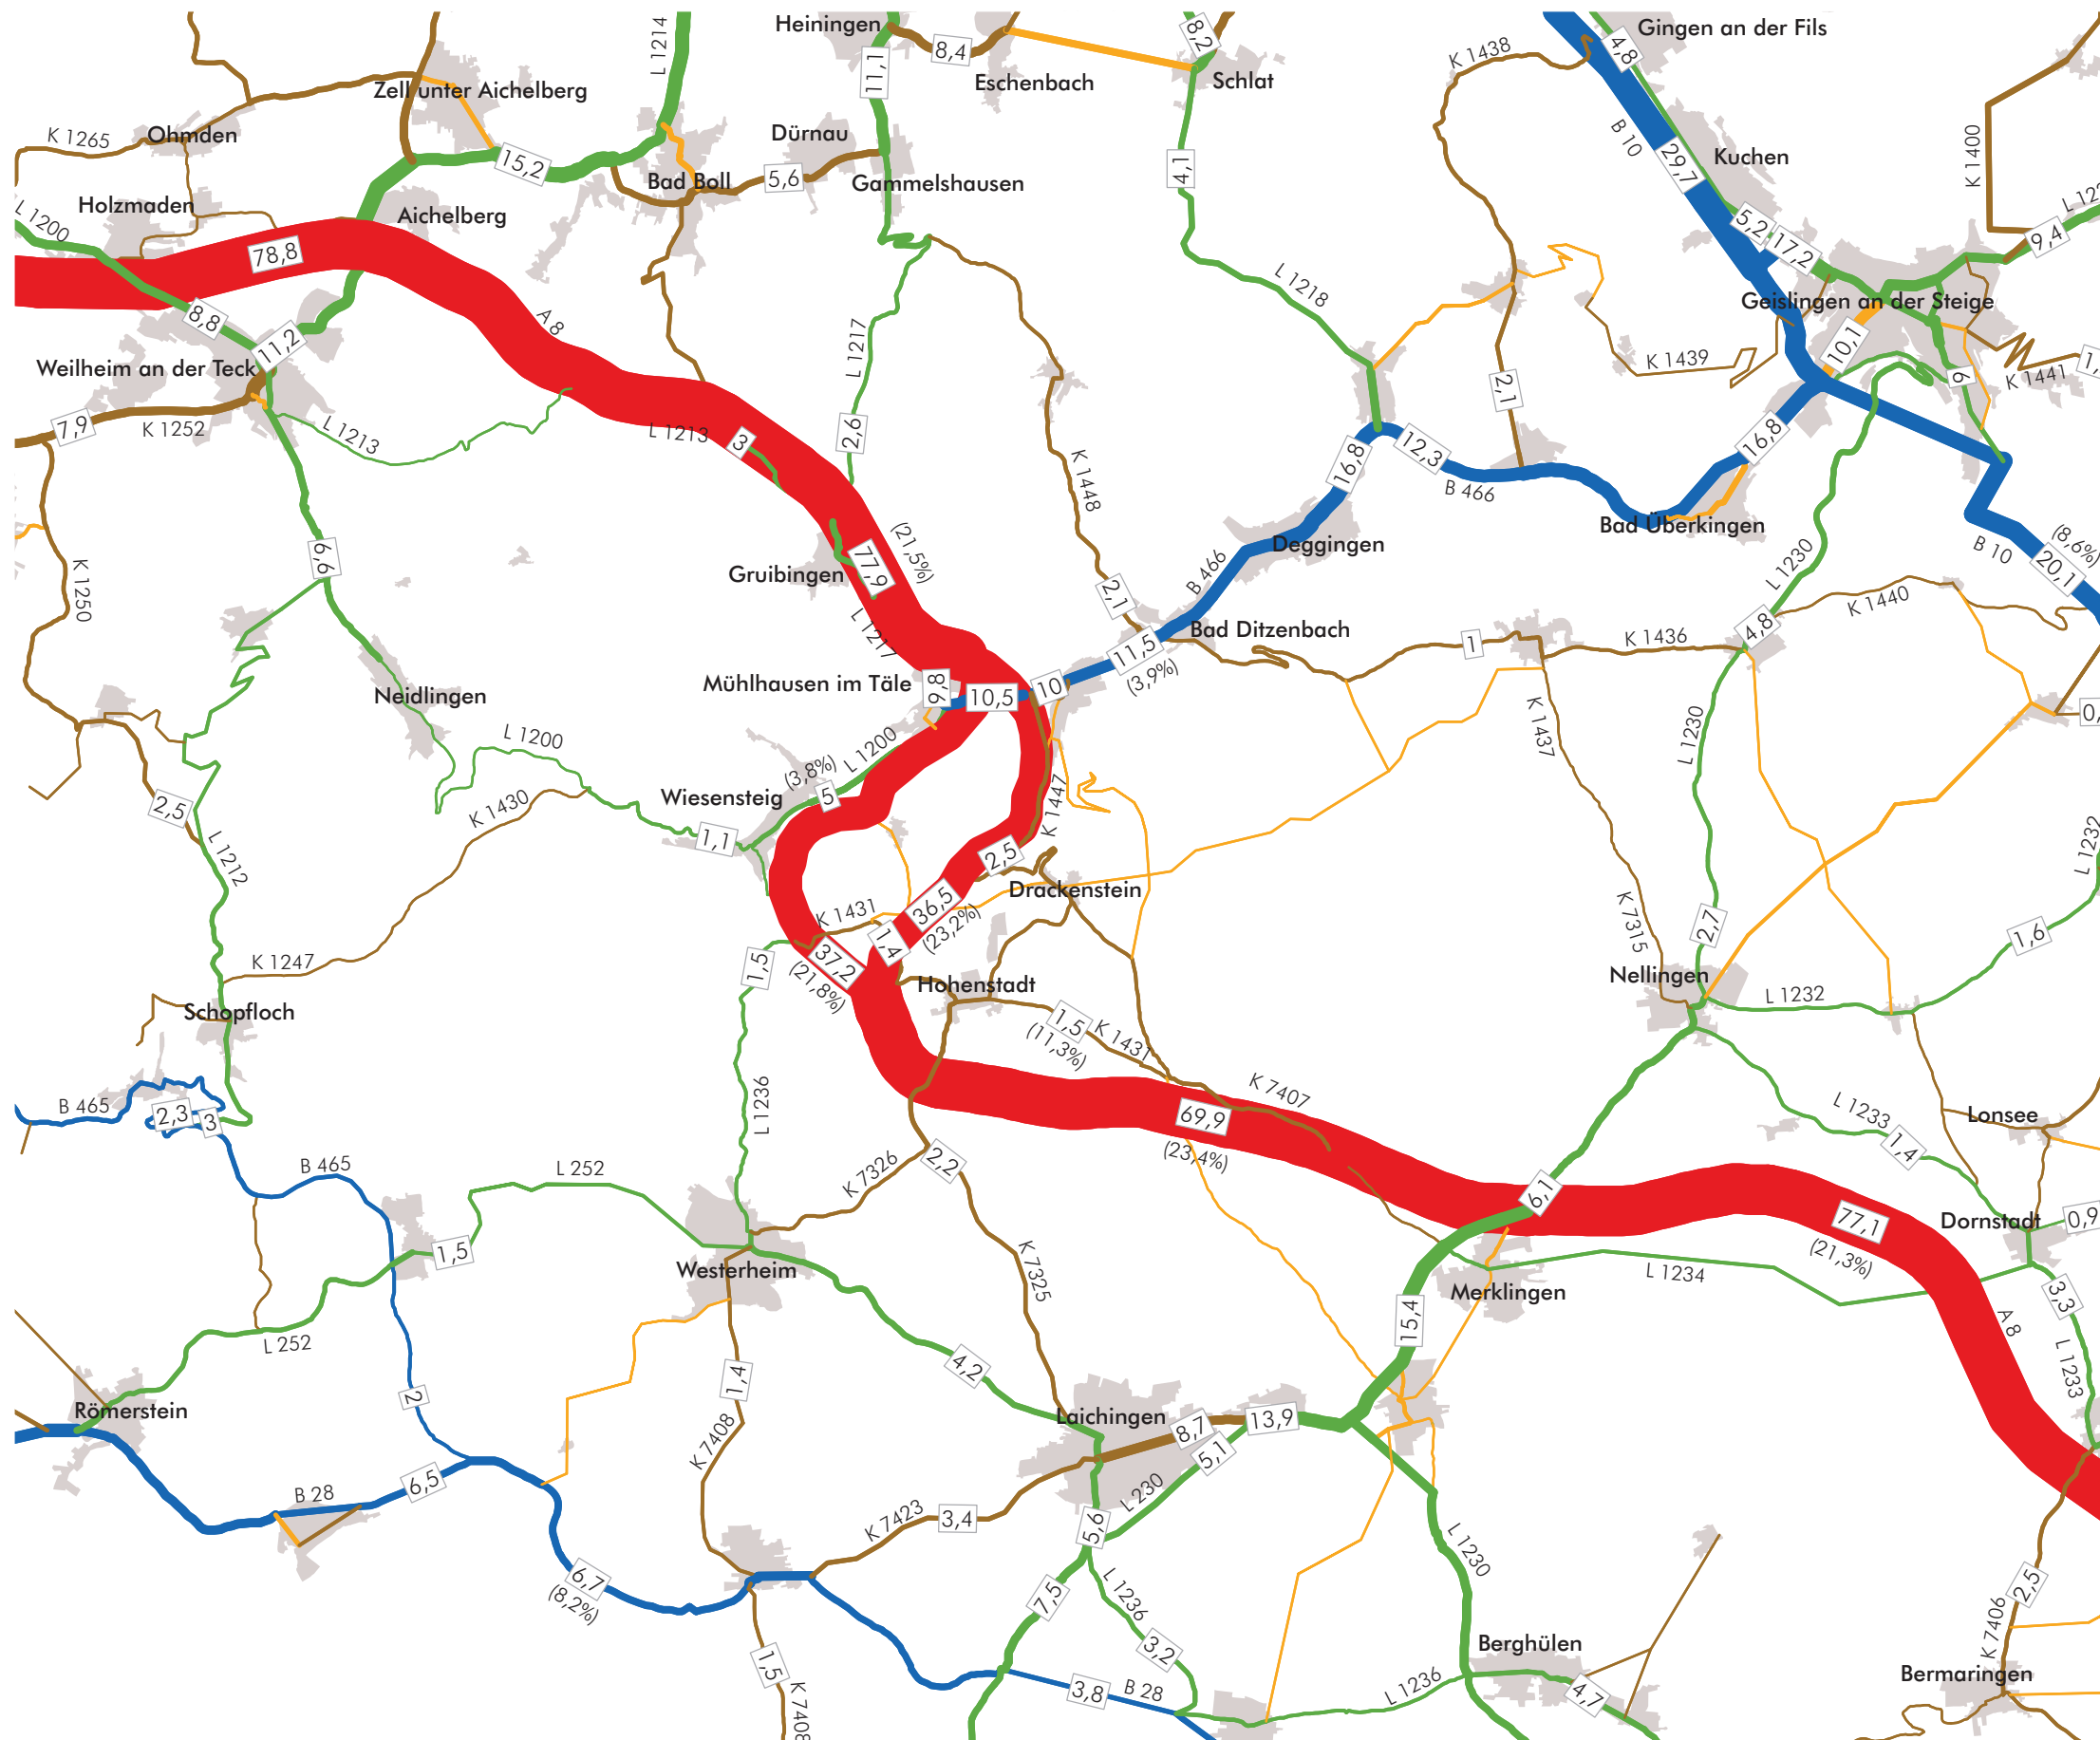 Heiningen
8,4
Eschenbach
8,2
Schlat
Gingen an der Fils
4,8
K 1438
L 1214
11,1
Zell unter Aichelberg
Ohmden
K 1265
Dürnau
15,2
Bad Boll
5,6
Gammelshausen
4,1
B 10
29,7
Kuchen
K 1400
Holzmaden
Aichelberg
L 1200
78,8
5,2
17,2
9,4
L 12
L 1218
Geislingen an der Steige
8,8
11,2
A 8
10,1
Weilheim an der Teck
L 1217
K 1439
K 1441
1,
6
2,1
7,9
K 1252
L 1213
L 1213
3
2,6
16,8
12,3
B 466
16,8
K 1448
Bad Überkingen
(21,5%)
77,9
Gruibingen
Deggingen
B 466
L 1230
B 10
(8,6%)
20,1
6,6
K 1250
2,1
L 1217
Bad Ditzenbach
1
K 1436
4,8
K 1440
11,5
(3,9%)
Mühlhausen im Täle
9,8
10,5
10
Neidlingen
0,
L 1200
L 1200
(3,8%)
K 1437
L 1230
Wiesensteig
5
1,1
K 1430
2,5
L 1212
K 1447
2,5
Drackenstein
L 1232
36,5
(23,2%)
K 1431
1,4
37,2
(21,8%)
1,5
K 7315
2,7
1,6
K 1247
Hohenstadt
Nellingen
L 1232
Schopfloch
1,5
(11,3%)
K 1431
B 465
2,3
3
L 1236
K 7407
69,9
(23,4%)
L 1233
1,4
Lonsee
B 465
L 252
K 7326
2,2
6,1
77,1
(21,3%)
Dornstadt
0,9
1,5
Westerheim
K 7325
Merklingen
L 1234
3,3
A 8
15,4
L 252
L 1233
4,2
1,4
2
Römerstein
K 7408
Laichingen
8,7
13,9
5,1
6,5
B 28
L 230
K 7423
3,4
5,6
L 1230
6,7
(8,2%)
7,5
L 1236
2,5
K 7406
3,2
Berghülen
1,5
K 7408
3,8
B 28
L 1236
4,7
Bermaringen